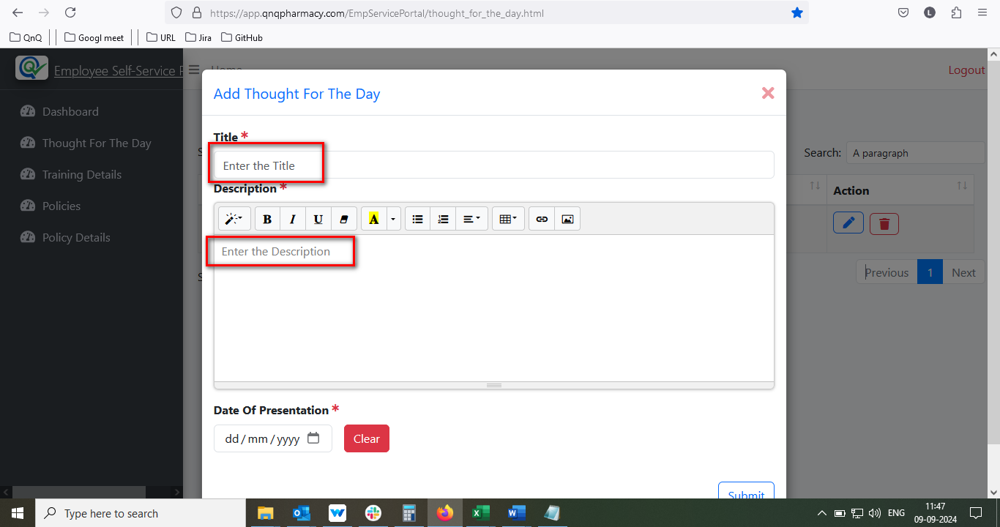 https://app.qnqpharmacy.com/EmpServicePortal/thought_for_the_day.html
L
QnQ Googl meet URL Jira GitHub
Employee Self-Service P
Home
Logout
Dashboard
Thought For The Day
Training Details
Policies
Policy Details
Add Thought For The Day
Title *
Enter the Title
Description *
B I U A
Enter the Description
Date Of Presentation *
dd/mm/yyyy
Clear
Submit
S
Search: A paragraph
Action
S
Previous 1 Next
Type here to search
ENG
11:47
09-09-2024